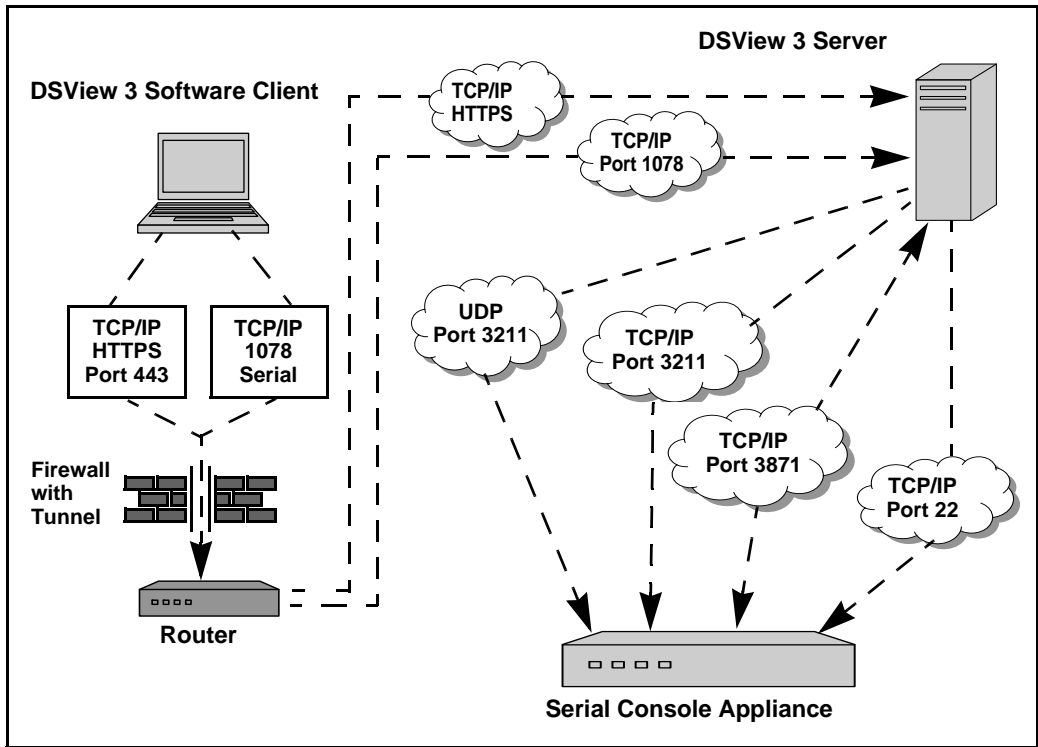 DSView 3 Server
DSView 3 Software Client
TCP/IP
HTTPS
TCP/IP
Port 1078
TCP/IP
HTTPS
Port 443
TCP/IP
1078
Serial
UDP
Port 3211
TCP/IP
Port 3211
TCP/IP
Port 3871
TCP/IP
Port 22
Firewall
with
Tunnel
Router
Serial Console Appliance